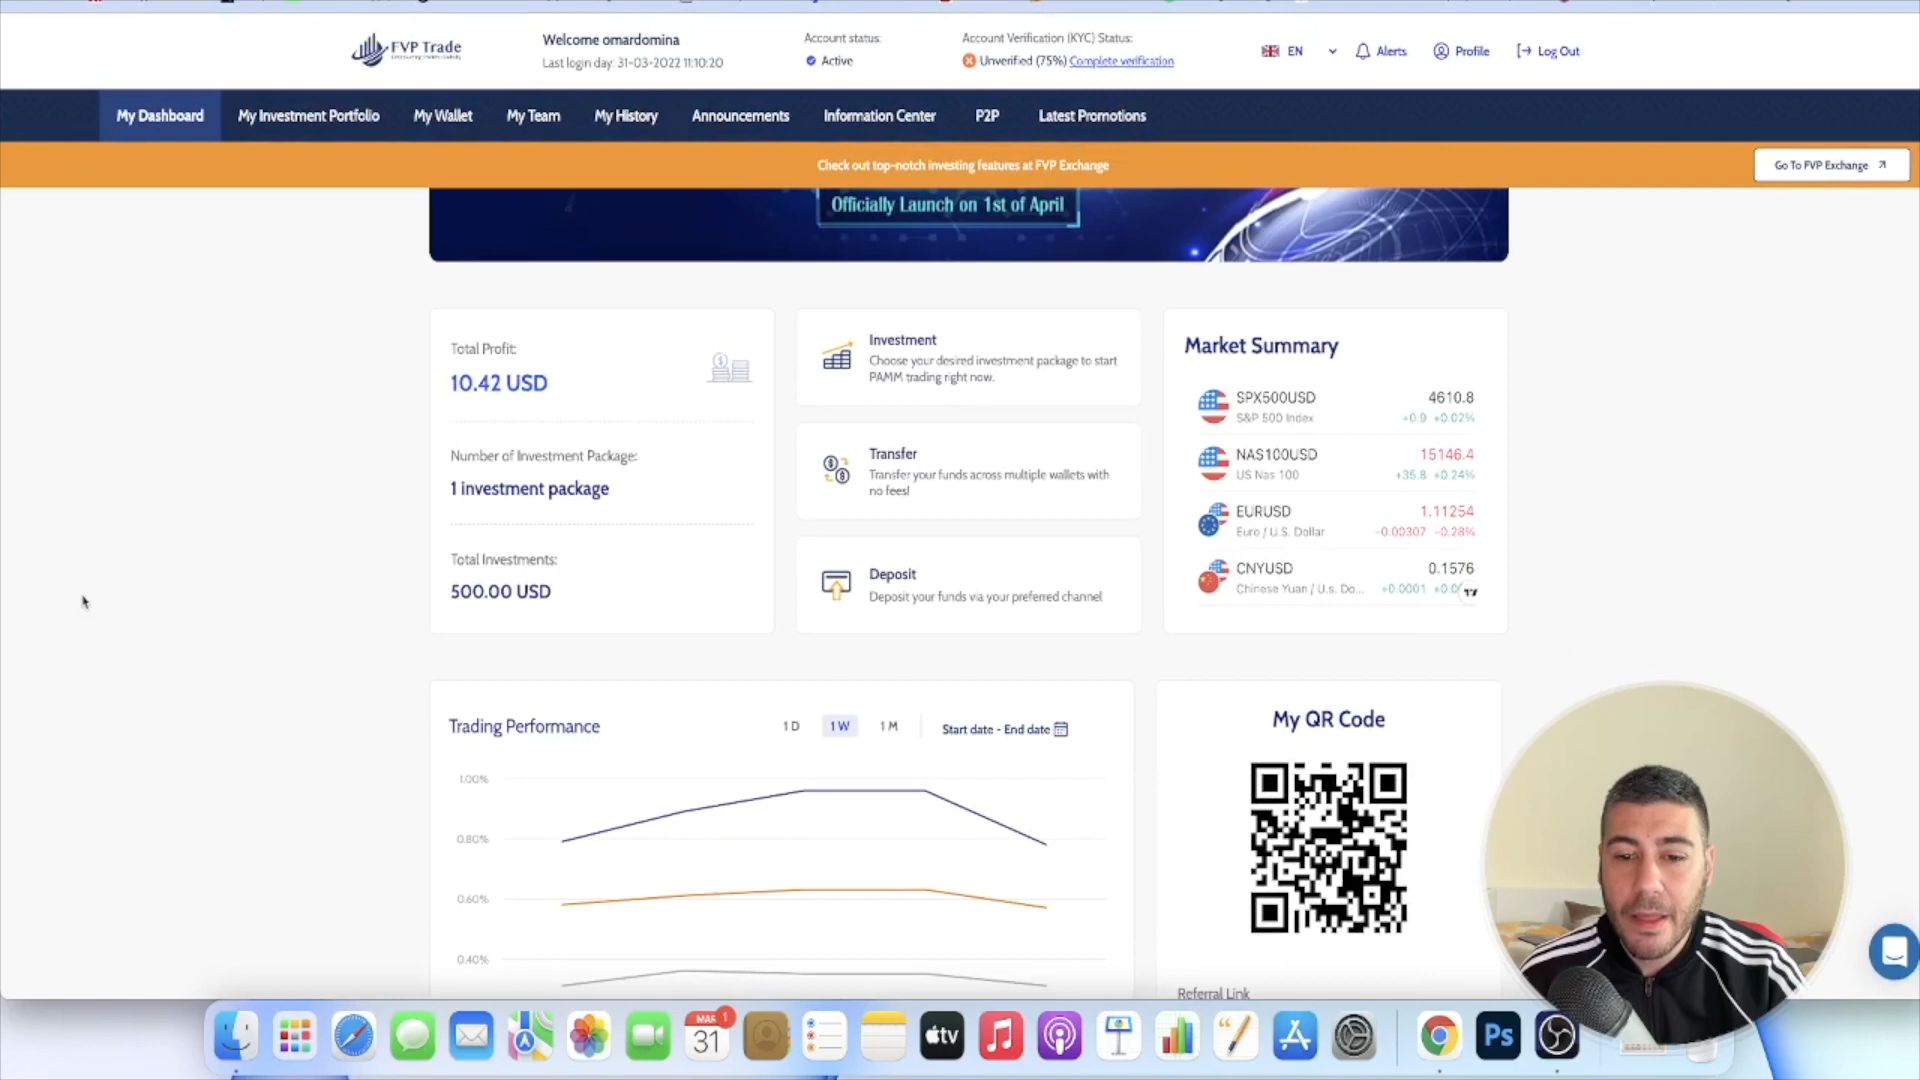 FVP Trade
Welcome omardomina
Last login day: 31-03-2022 11:10:20
Account status:
Active
Account Verification (KYC) Status:
Unverified (75%) Complete verification
EN
Alerts
Profile
Log Out
My Dashboard
My Investment Portfolio
My Wallet
My Team
My History
Announcements
Information Center
P2P
Latest Promotions
Check out top-notch investing features at FVP Exchange
Go To FVP Exchange
Officially Launch on 1st of April
Total Profit:
10.42 USD
Number of Investment Package:
1 investment package
Total Investments:
500.00 USD
Investment
Choose your desired investment package to start
PAMM trading right now.
Transfer
Transfer your funds across multiple wallets with
no fees!
Deposit
Deposit your funds via your preferred channel
Market Summary
SPX500USD 4610.8
S&P 500 Index +0.9 +0.02%
NAS100USD 15146.4
US Nas 100 +35.8 +0.24%
EURUSD 1.11254
Euro / U.S. Dollar -0.00307 -0.28%
CNYUSD 0.1576
Chinese Yuan / U.s. Do... +0.0001
Trading Performance
1 D
1 W
1 M
Start date - End date
1.00%
0.80%
0.60%
0.40%
My QR Code
Referral Link
MAR 1
31
tv
Ps